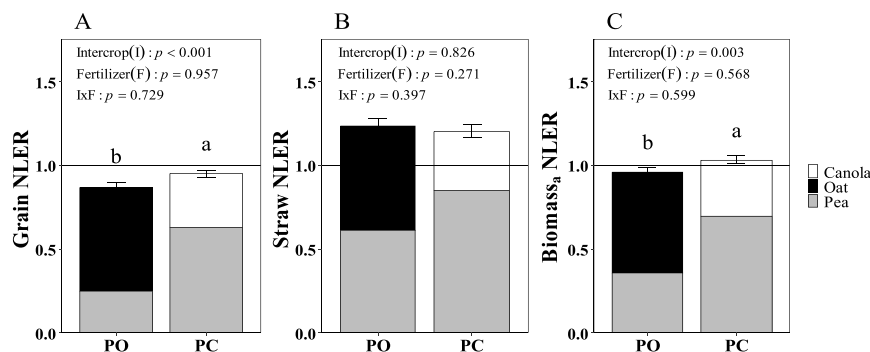 A
Intercrop(I) : p < 0.001
Fertilizer(F) : p = 0.957
IxF : p = 0.729
1.5
1.0
0.5
0.0
Grain NLER
b
a
PO
PC
B
Intercrop(I) : p = 0.826
Fertilizer(F) : p = 0.271
IxF : p = 0.397
1.5
1.0
0.5
0.0
Straw NLER
PO
PC
C
Intercrop(I) : p = 0.003
Fertilizer(F) : p = 0.568
IxF : p = 0.599
1.5
1.0
0.5
0.0
Biomassa NLER
b
a
PO
PC
Canola
Oat
Pea